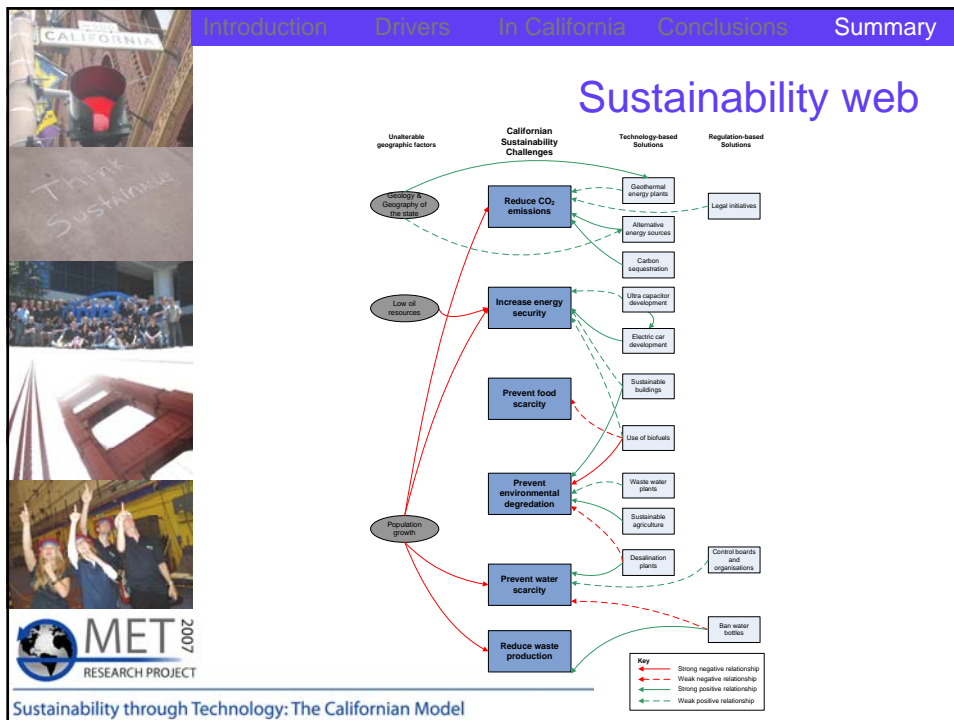 Introduction Drivers In California Conclusions Summary
CALIFORNIA
Think
Sustainable
Sustainability web
Unalterable
geographic factors
Californian
Sustainability
Challenges
Technology-based
Solutions
Regulation-based
Solutions
Geology &
Geography of
the state
Low oil
resources
Population
growth
Reduce CO₂
emissions
Increase energy
security
Prevent food
scarcity
Prevent
environmental
degredation
Prevent water
scarcity
Reduce waste
production
Geothermal
energy plants
Alternative
energy sources
Carbon
sequestration
Ultra capacitor
development
Electric car
development
Sustainable
buildings
Use of biofuels
Waste water
plants
Sustainable
agriculture
Desalination
plants
Legal initiatives
Control boards
and
organisations
Ban water
bottles
Key
Strong negative relationship
Weak negative relationship
Strong positive relationship
Weak positive relationship
MET 2007
RESEARCH PROJECT
Sustainability through Technology: The Californian Model